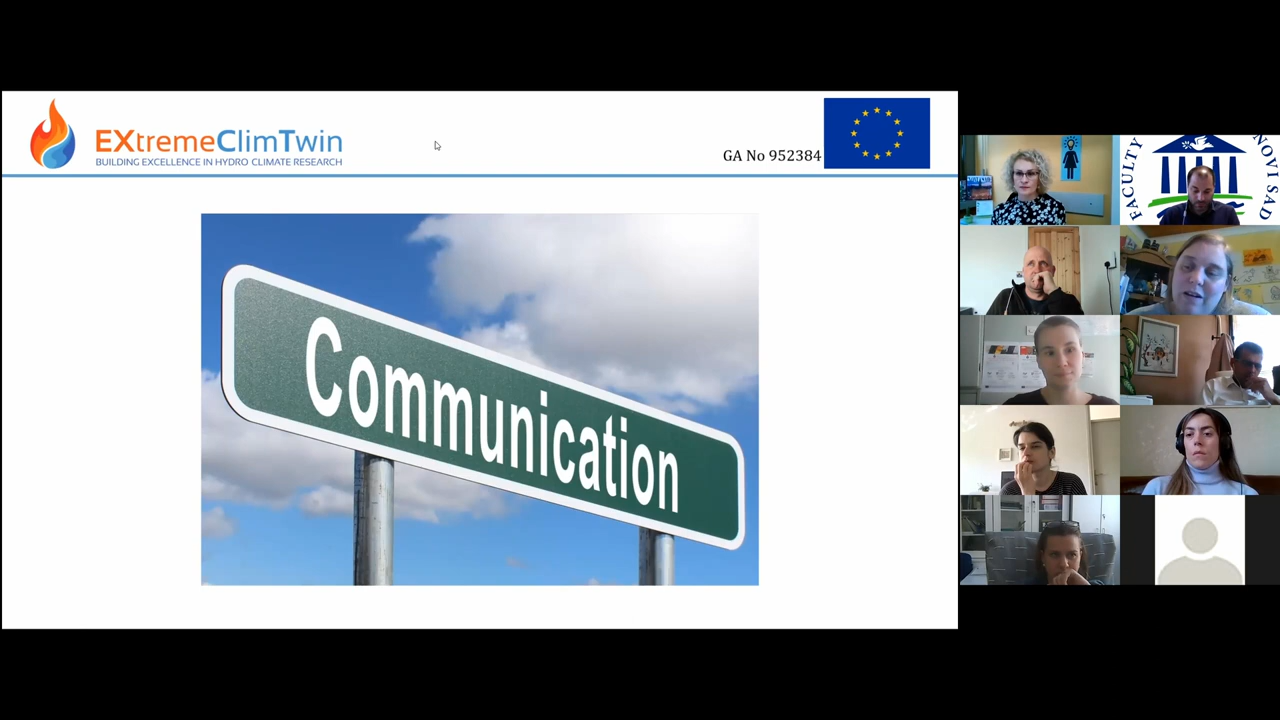 EXtremeClimTwin
BUILDING EXCELLENCE IN HYDRO CLIMATE RESEARCH
GA No 952384
Communication
FACULTY
NOVI SAD